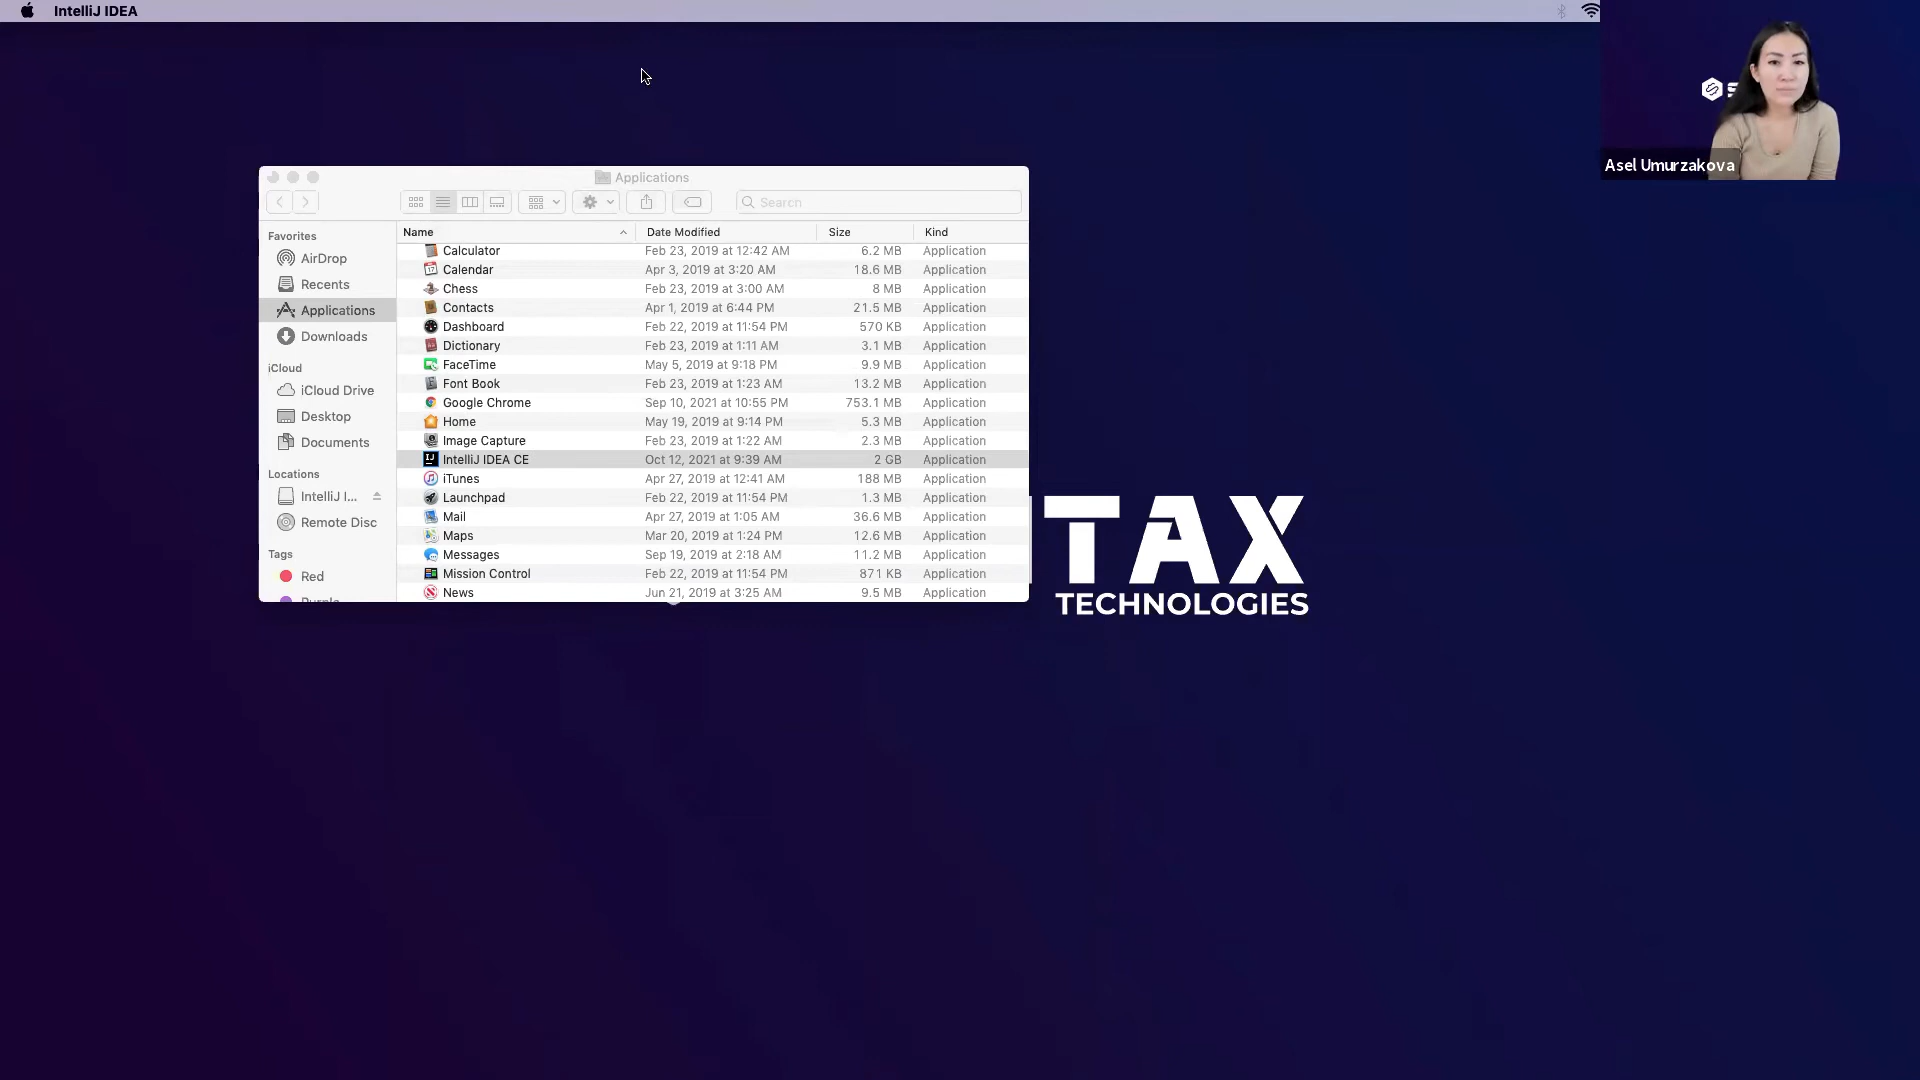 IntelliJ IDEA
Asel Umurzakova
Applications
Search
Favorites
AirDrop
Recents
Applications
Downloads
iCloud
iCloud Drive
Desktop
Documents
Locations
IntelliJ I...
Remote Disc
Tags
Red
Name Date Modified Size Kind
Calculator Feb 23, 2019 at 12:42 AM 6.2 MB Application
Calendar Apr 3, 2019 at 3:20 AM 18.6 MB Application
Chess Feb 23, 2019 at 3:00 AM 8 MB Application
Contacts Apr 1, 2019 at 6:44 PM 21.5 MB Application
Dashboard Feb 22, 2019 at 11:54 PM 570 KB Application
Dictionary Feb 23, 2019 at 1:11 AM 3.1 MB Application
FaceTime May 5, 2019 at 9:18 PM 9.9 MB Application
Font Book Feb 23, 2019 at 1:23 AM 13.2 MB Application
Google Chrome Sep 10, 2021 at 10:55 PM 753.1 MB Application
Home May 19, 2019 at 9:14 PM 5.3 MB Application
Image Capture Feb 23, 2019 at 1:22 AM 2.3 MB Application
IntelliJ IDEA CE Oct 12, 2021 at 9:39 AM 2 GB Application
iTunes Apr 27, 2019 at 12:41 AM 188 MB Application
Launchpad Feb 22, 2019 at 11:54 PM 1.3 MB Application
Mail Apr 27, 2019 at 1:05 AM 36.6 MB Application
Maps Mar 20, 2019 at 1:24 PM 12.6 MB Application
Messages Sep 19, 2019 at 2:18 AM 11.2 MB Application
Mission Control Feb 22, 2019 at 11:54 PM 871 KB Application
News Jun 21, 2019 at 3:25 AM 9.5 MB Application
TAX
TECHNOLOGIES